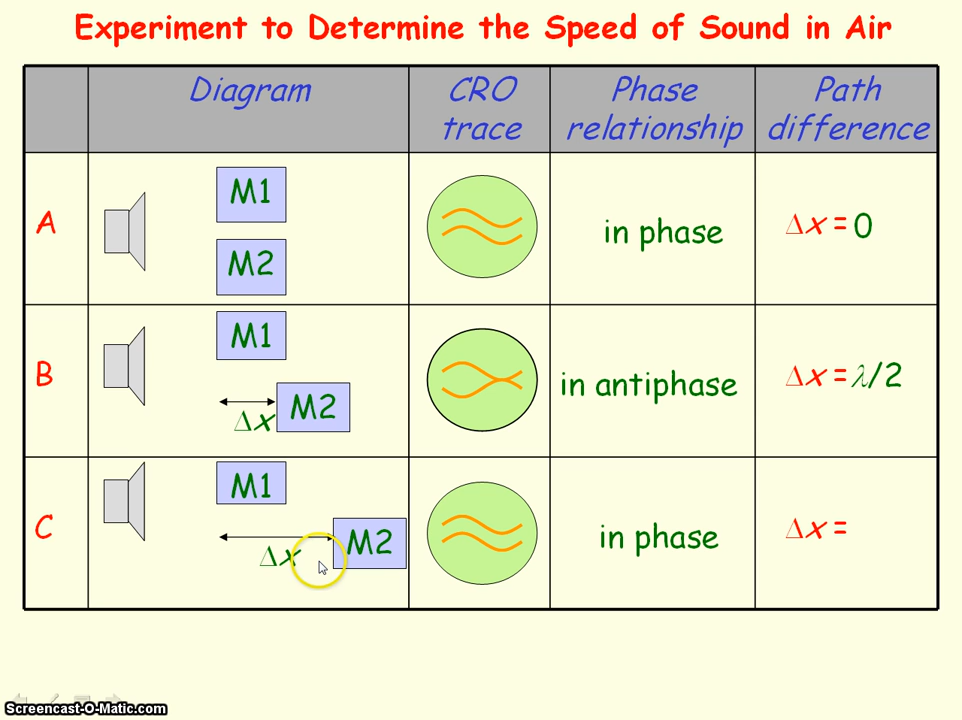 Experiment to Determine the Speed of Sound in Air
Diagram
CRO trace
Phase relationship
Path difference
A
M1
M2
in phase
Δx = 0
B
M1
M2
Δx
in antiphase
Δx = λ/2
C
M1
M2
Δx
in phase
Δx =
Screencast-O-Matic.com